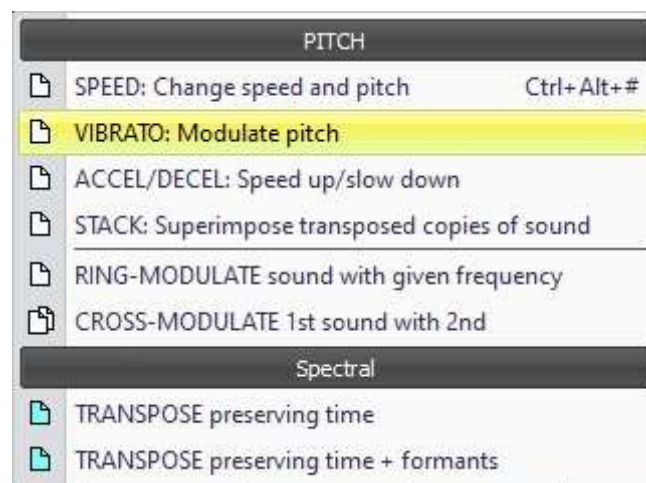 PITCH
SPEED: Change speed and pitch Ctrl+Alt+#
VIBRATO: Modulate pitch
ACCEL/DECEL: Speed up/slow down
STACK: Superimpose transposed copies of sound
RING-MODULATE sound with given frequency
CROSS-MODULATE 1st sound with 2nd
Spectral
TRANSPOSE preserving time
TRANSPOSE preserving time + formants